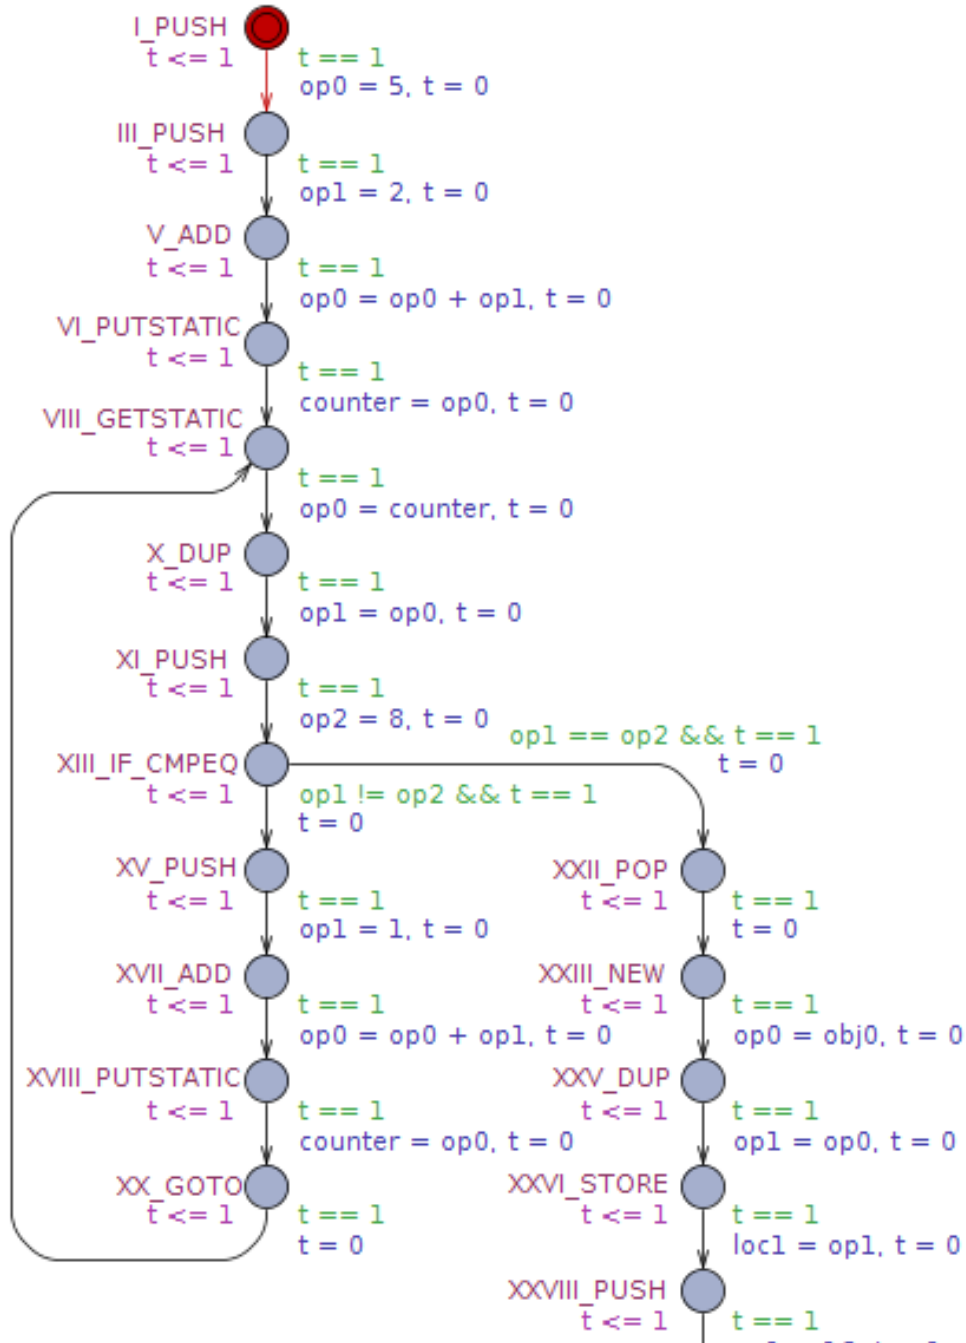 I_PUSH
t <= 1
t == 1
op0 = 5, t = 0
III_PUSH
t <= 1
t == 1
op1 = 2, t = 0
V_ADD
t <= 1
t == 1
op0 = op0 + op1, t = 0
VI_PUTSTATIC
t <= 1
t == 1
counter = op0, t = 0
VIII_GETSTATIC
t <= 1
t == 1
op0 = counter, t = 0
X_DUP
t <= 1
t == 1
op1 = op0, t = 0
XI_PUSH
t <= 1
t == 1
op2 = 8, t = 0
XIII_IF_CMPEQ
t <= 1
op1 == op2 && t == 1
t = 0
op1 != op2 && t == 1
t = 0
XV_PUSH
t <= 1
t == 1
op1 = 1, t = 0
XVII_ADD
t <= 1
t == 1
op0 = op0 + op1, t = 0
XVIII_PUTSTATIC
t <= 1
t == 1
counter = op0, t = 0
XX_GOTO
t <= 1
t == 1
t = 0
XXII_POP
t <= 1
t == 1
t = 0
XXIII_NEW
t <= 1
t == 1
op0 = obj0, t = 0
XXV_DUP
t <= 1
t == 1
op1 = op0, t = 0
XXVI_STORE
t <= 1
t == 1
loc1 = op1, t = 0
XXVIII_PUSH
t <= 1
t == 1